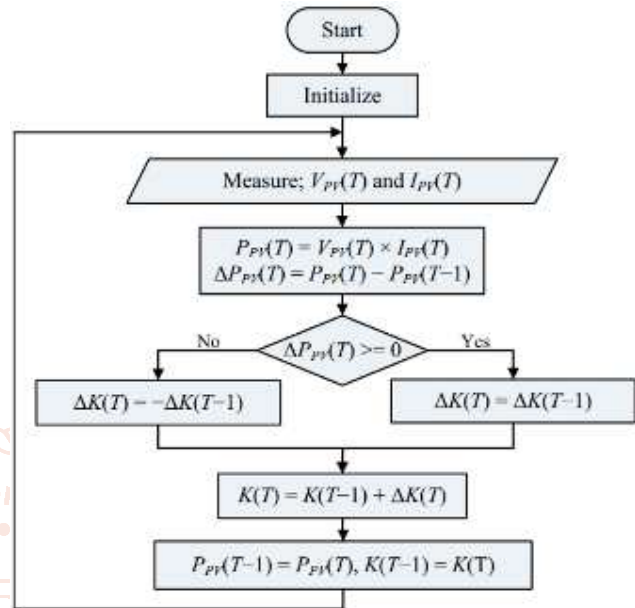 Start
Initialize
Measure; V_PV(T) and I_PV(T)
P_PV(T) = V_PV(T) × I_PV(T)
ΔP_PV(T) = P_PV(T) − P_PV(T−1)
No
ΔP_PV(T) >= 0
Yes
ΔK(T) = −ΔK(T−1)
ΔK(T) = ΔK(T−1)
K(T) = K(T−1) + ΔK(T)
P_PV(T−1) = P_PV(T), K(T−1) = K(T)